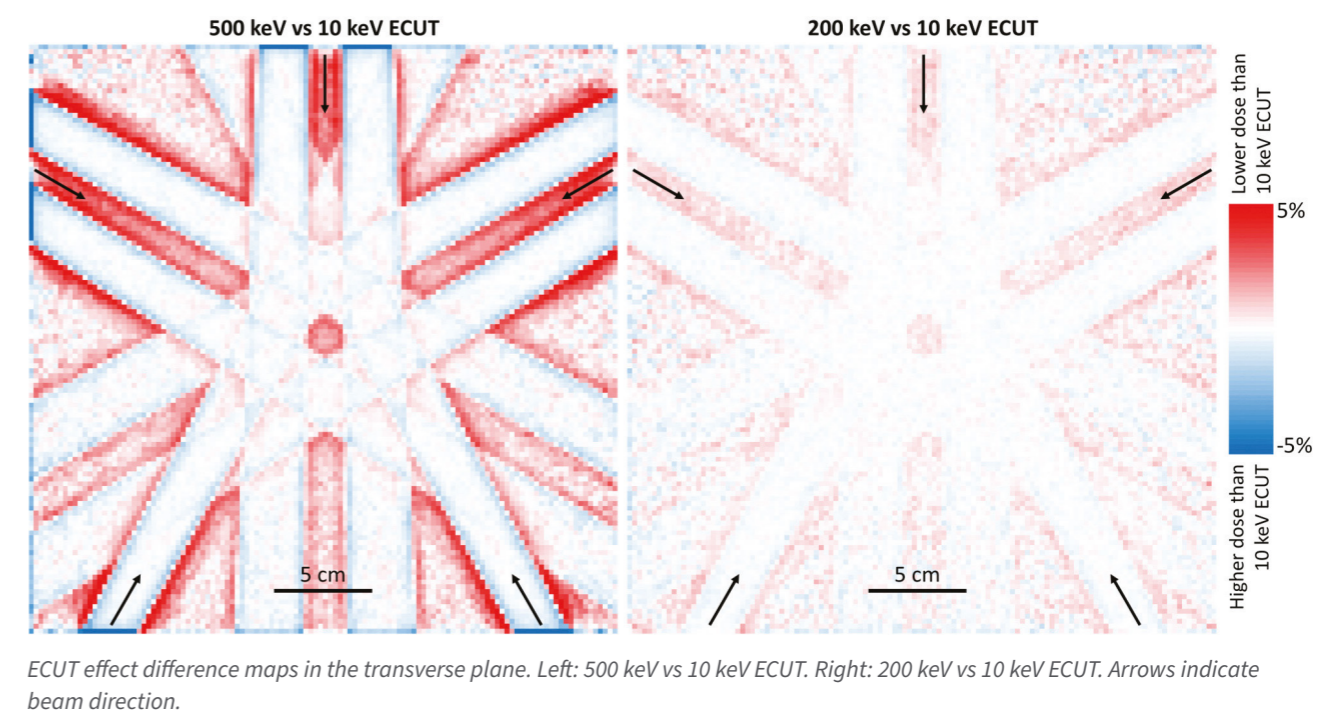 500 keV vs 10 keV ECUT
200 keV vs 10 keV ECUT
Lower dose than
10 keV ECUT
5%
-5%
Higher dose than
10 keV ECUT
5 cm
5 cm
ECUT effect difference maps in the transverse plane. Left: 500 keV vs 10 keV ECUT. Right: 200 keV vs 10 keV ECUT. Arrows indicate
beam direction.